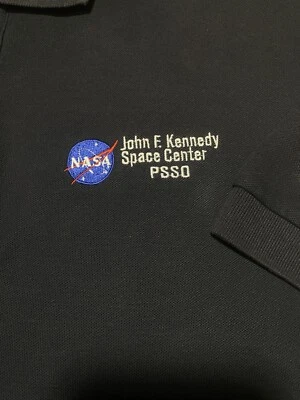 NASA
John F. Kennedy
Space Center
PSSO